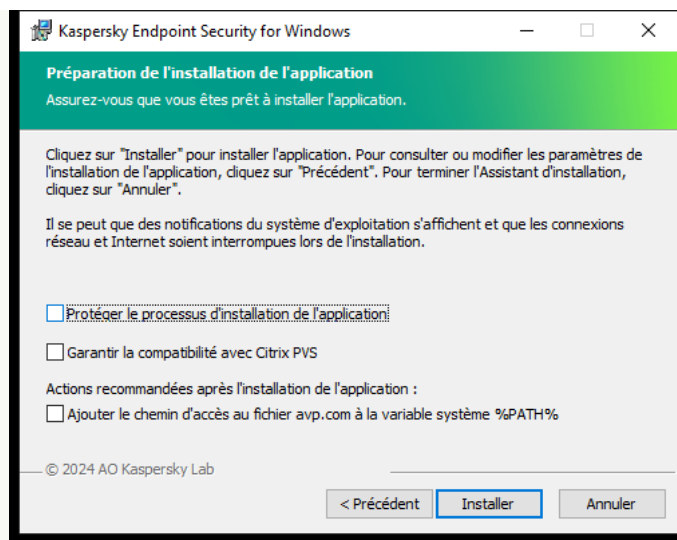 Kaspersky Endpoint Security for Windows
Préparation de l'installation de l'application
Assurez-vous que vous êtes prêt à installer l'application.
Cliquez sur "Installer" pour installer l'application. Pour consulter ou modifier les paramètres de
l'installation de l'application, cliquez sur "Précédent". Pour terminer l'Assistant d'installation,
cliquez sur "Annuler".
Il se peut que des notifications du système d'exploitation s'affichent et que les connexions
réseau et Internet soient interrompues lors de l'installation.
Protéger le processus d'installation de l'application
Garantir la compatibilité avec Citrix PVS
Actions recommandées après l'installation de l'application :
Ajouter le chemin d'accès au fichier avp.com à la variable système %PATH%
© 2024 AO Kaspersky Lab
< Précédent Installer Annuler